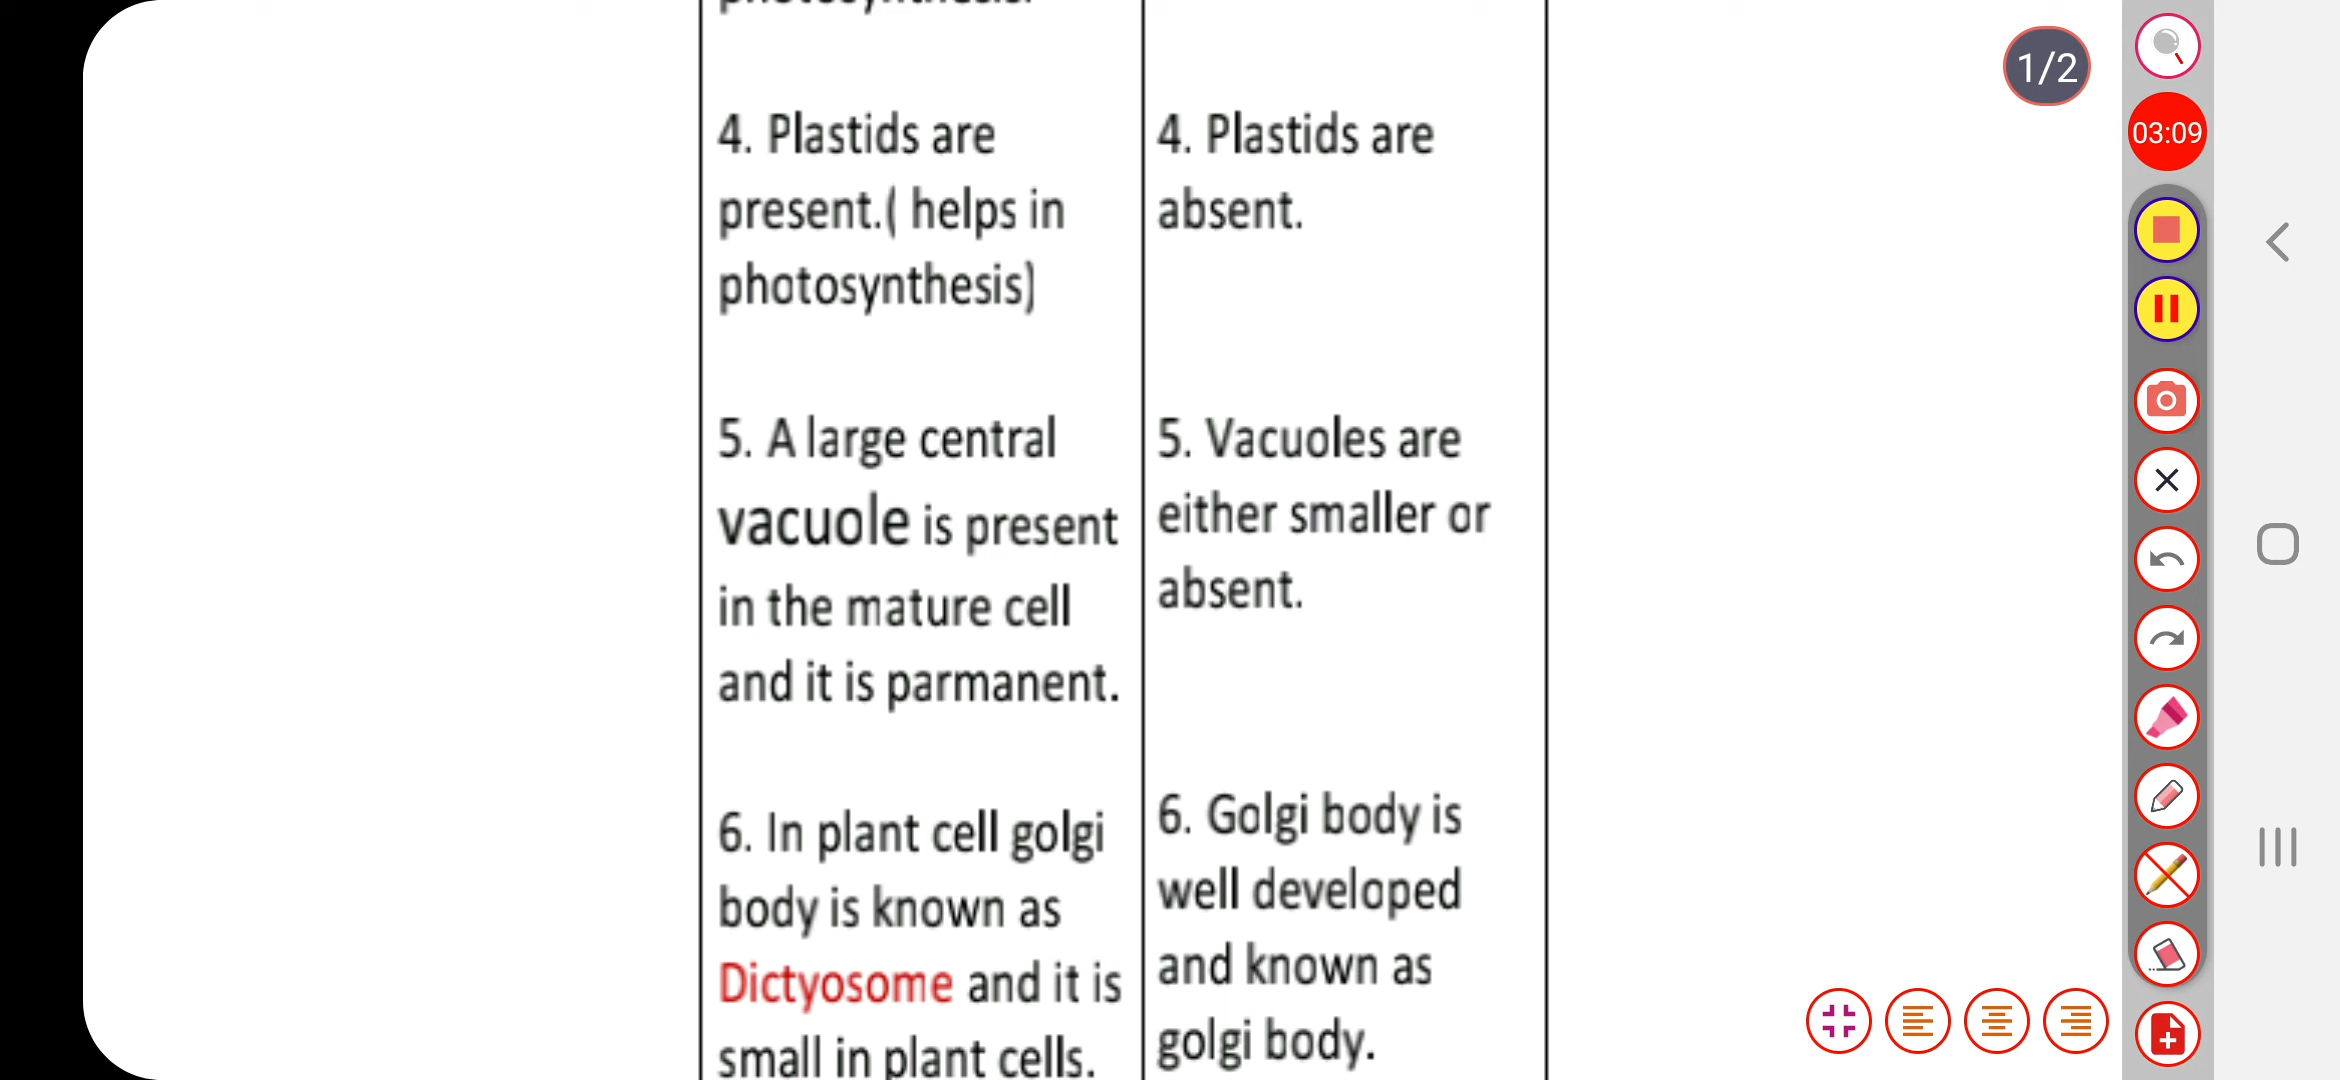 photosynthesis.
4. Plastids are
present.( helps in
photosynthesis)
5. A large central
vacuole is present
in the mature cell
and it is parmanent.
6. In plant cell golgi
body is known as
Dictyosome and it is
small in plant cells.
4. Plastids are
absent.
5. Vacuoles are
either smaller or
absent.
6. Golgi body is
well developed
and known as
golgi body.
1/2
03:09